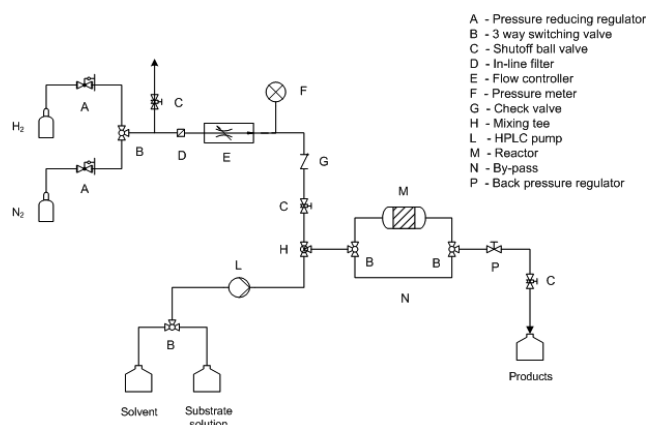 A - Pressure reducing regulator
B - 3 way switching valve
C - Shutoff ball valve
D - In-line filter
E - Flow controller
F - Pressure meter
G - Check valve
H - Mixing tee
L - HPLC pump
M - Reactor
N - By-pass
P - Back pressure regulator
A
H2
C
F
B
D
E
A
N2
G
C
M
H
B
B
P
C
L
N
B
Solvent
Substrate
solution
Products